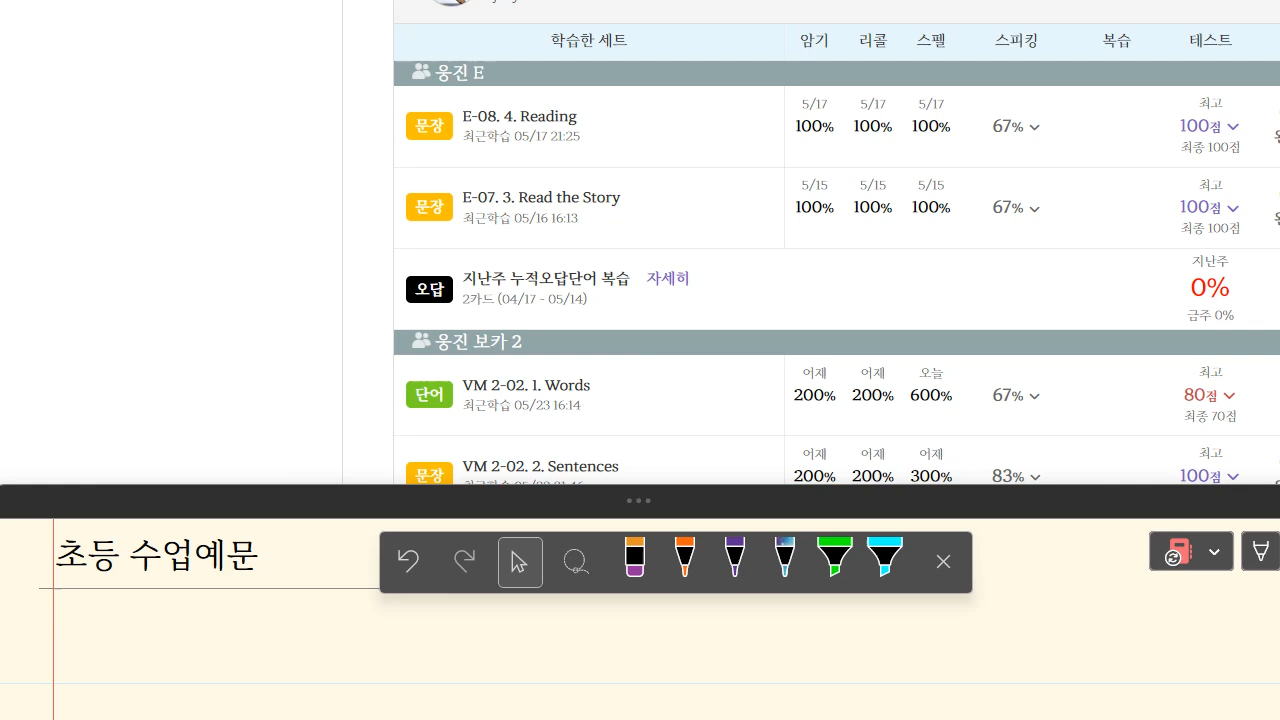 학습한 세트 암기 리콜 스펠 스피킹 복습 테스트
웅진 E
5/17 5/17 5/17 최고
문장 E-08. 4. Reading 100% 100% 100% 67% 100점
최근학습 05/17 21:25 최종 100점
5/15 5/15 5/15 최고
문장 E-07. 3. Read the Story 100% 100% 100% 67% 100점
최근학습 05/16 16:13 최종 100점
지난주
오답 지난주 누적오답단어 복습 자세히 0%
2카드 (04/17 - 05/14) 금주 0%
웅진 보카 2
어제 어제 오늘 최고
단어 VM 2-02. 1. Words 200% 200% 600% 67% 80점
최근학습 05/23 16:14 최종 70점
어제 어제 어제 최고
문장 VM 2-02. 2. Sentences 200% 200% 300% 83% 100점
초등 수업예문